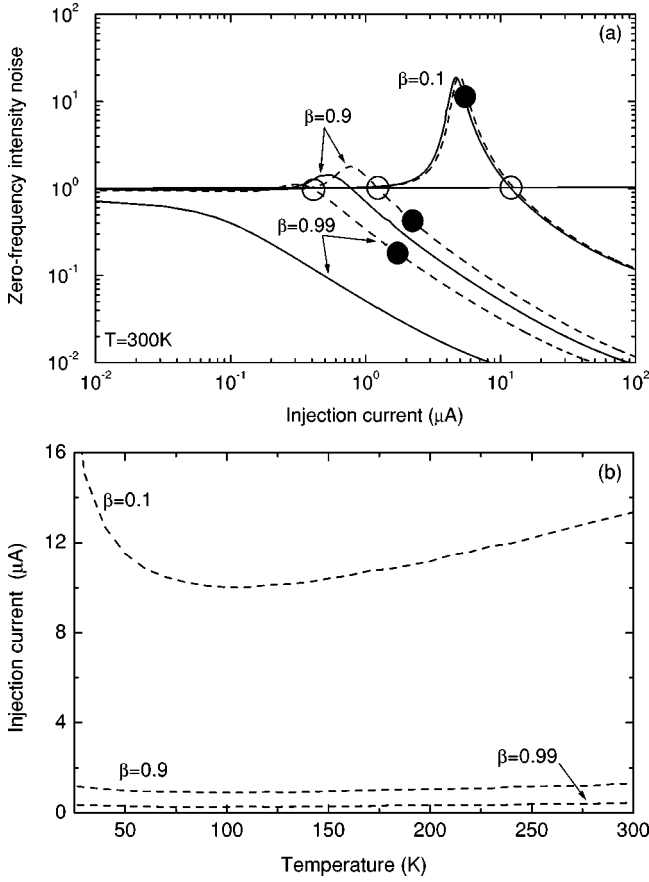 (a)
Zero-frequency intensity noise
10²
10¹
10⁰
10⁻¹
10⁻²
β=0.1
β=0.9
β=0.99
T=300K
10⁻² 10⁻¹ 10⁰ 10¹ 10²
Injection current (μA)
(b)
Injection current (μA)
16
12
8
4
0
β=0.1
β=0.9
β=0.99
50 100 150 200 250 300
Temperature (K)